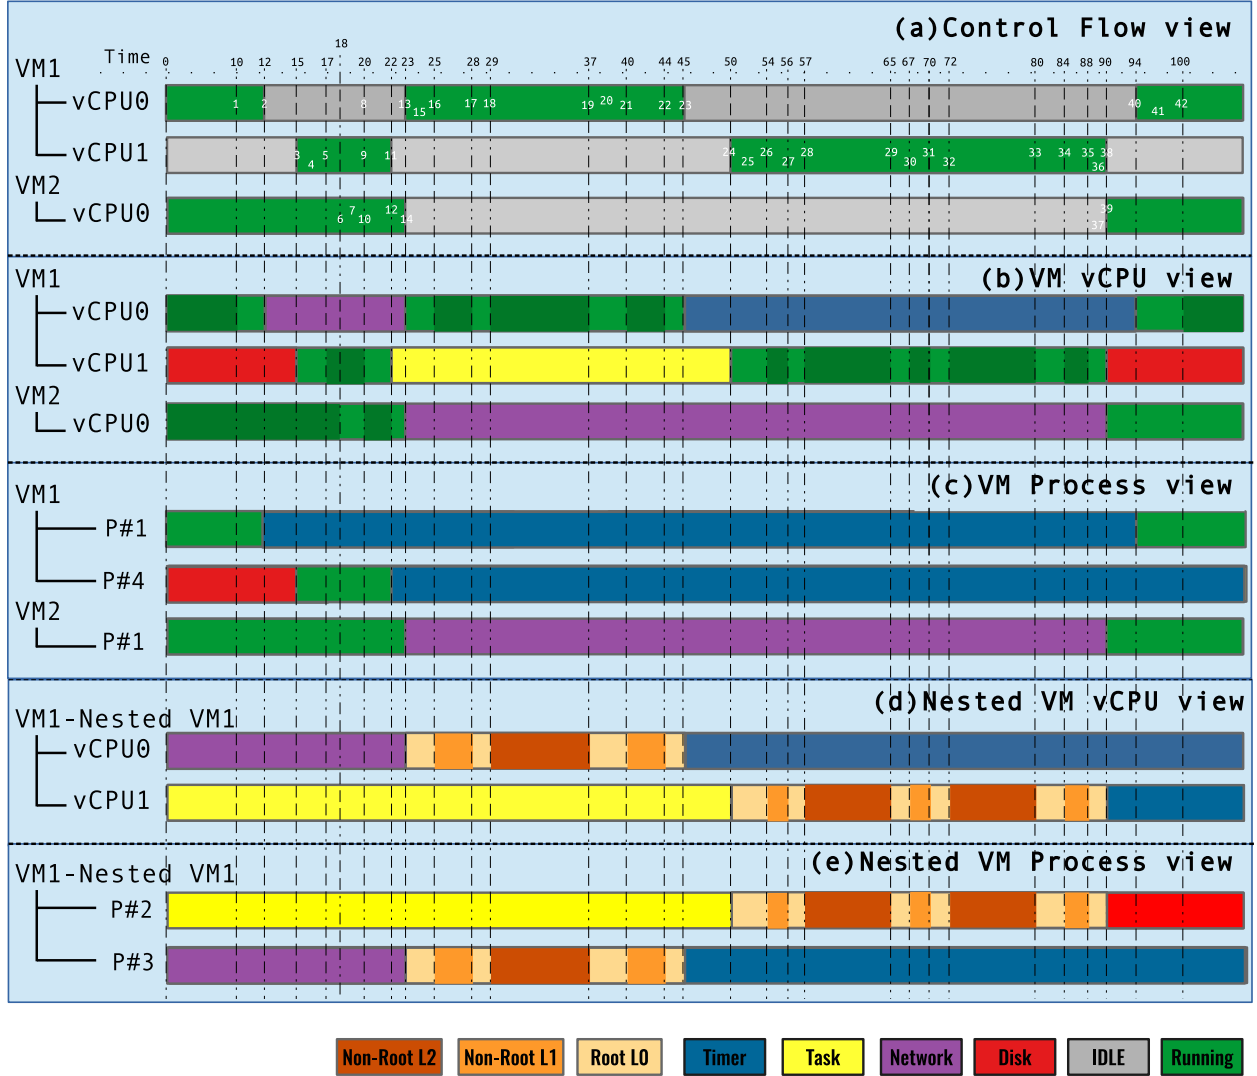 (a)Control Flow view
18
Time
0 10 12 15 17 20 22 23 25 28 29 37 40 44 45 50 54 56 57 65 67 70 72 80 84 88 90 94 100
VM1
vCPU0
1 2 8 13 15 16 17 18 19 20 21 22 23 40 41 42
vCPU1
3 4 5 9 11 24 25 26 27 28 29 30 31 32 33 34 35 36 38
VM2
vCPU0
6 7 10 12 14 37 39
(b)VM vCPU view
VM1
vCPU0
vCPU1
VM2
vCPU0
(c)VM Process view
VM1
P#1
P#4
VM2
P#1
(d)Nested VM vCPU view
VM1-Nested VM1
vCPU0
vCPU1
(e)Nested VM Process view
VM1-Nested VM1
P#2
P#3
Non-Root L2 Non-Root L1 Root L0 Timer Task Network Disk IDLE Running